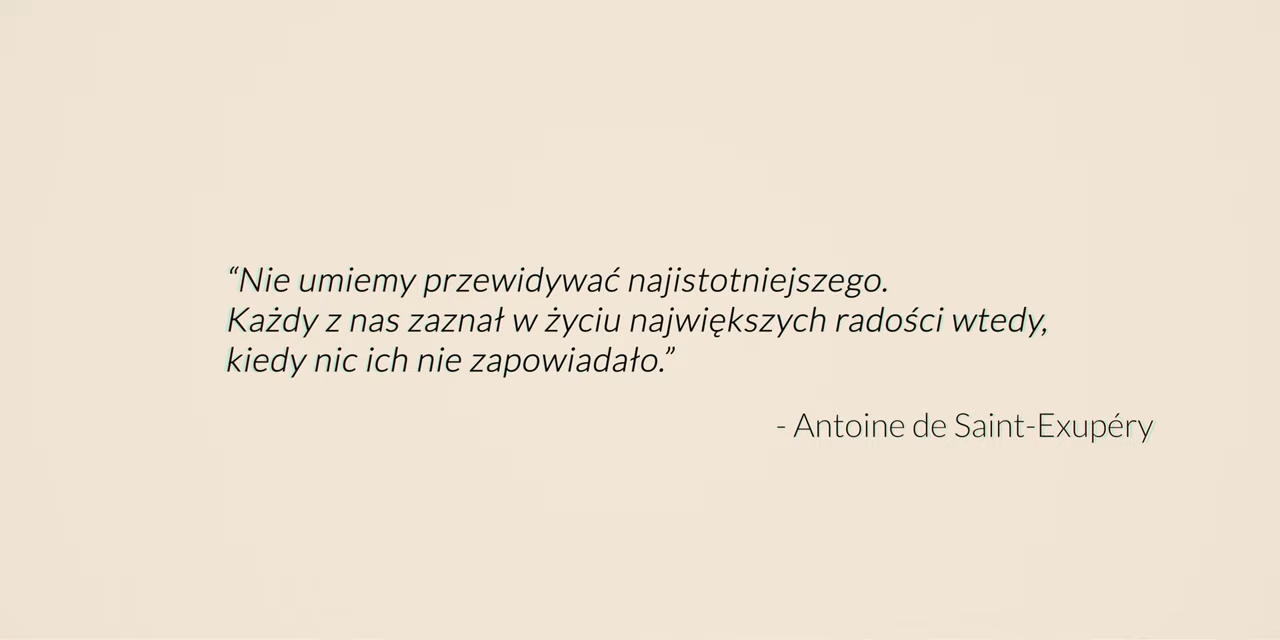 “Nie umiemy przewidywać najistotniejszego.
Każdy z nas zaznał w życiu największych radości wtedy,
kiedy nic ich nie zapowiadało.”
- Antoine de Saint-Exupéry